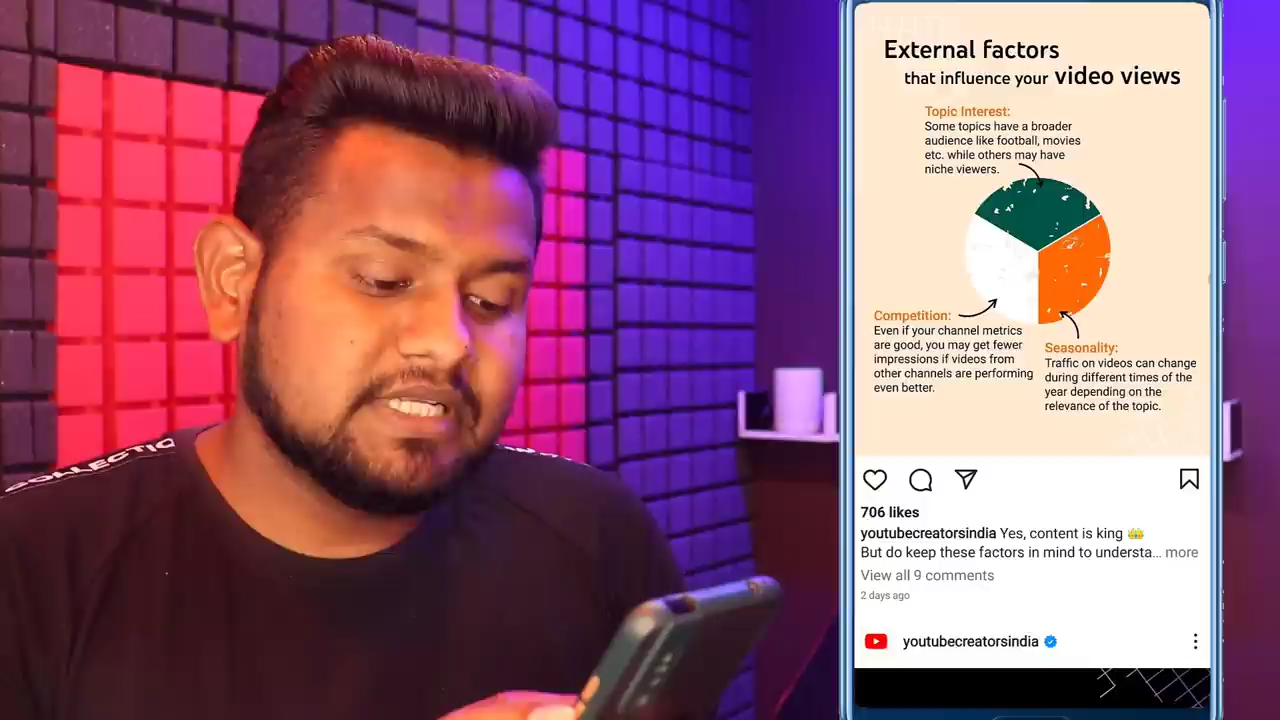 External factors
that influence your video views
Topic Interest:
Some topics have a broader
audience like football, movies
etc. while others may have
niche viewers.
Competition:
Even if your channel metrics
are good, you may get fewer
impressions if videos from
other channels are performing
even better.
Seasonality:
Traffic on videos can change
during different times of the
year depending on the
relevance of the topic.
706 likes
youtubecreatorsindia Yes, content is king 👑
But do keep these factors in mind to understa... more
View all 9 comments
2 days ago
youtubecreatorsindia
COLLECTIO